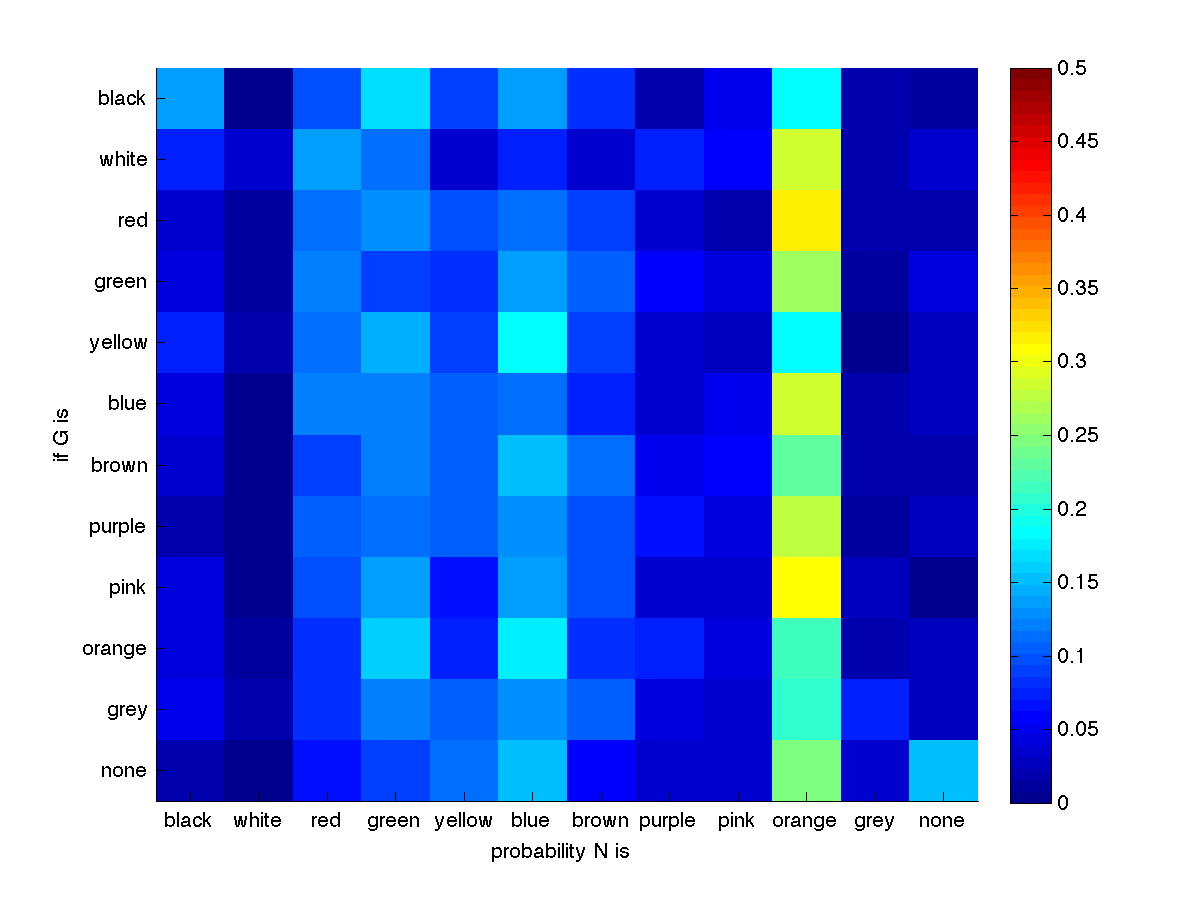 0.5
black
0.45
white
0.4
red
0.35
green
0.3
yellow
0.25
blue
if G is
0.2
brown
purple
0.15
pink
0.1
orange
0.05
grey
none
0
black white red green yellow blue brown purple pink orange grey none
probability N is